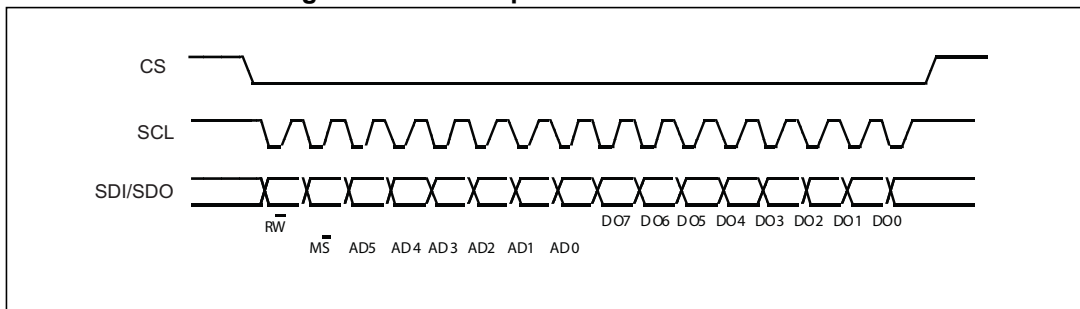 CS
SCL
SDI/SDO
RW̅
DO7 DO6 DO5 DO4 DO3 DO2 DO1 DO0
MS̅ AD5 AD4 AD3 AD2 AD1 AD0